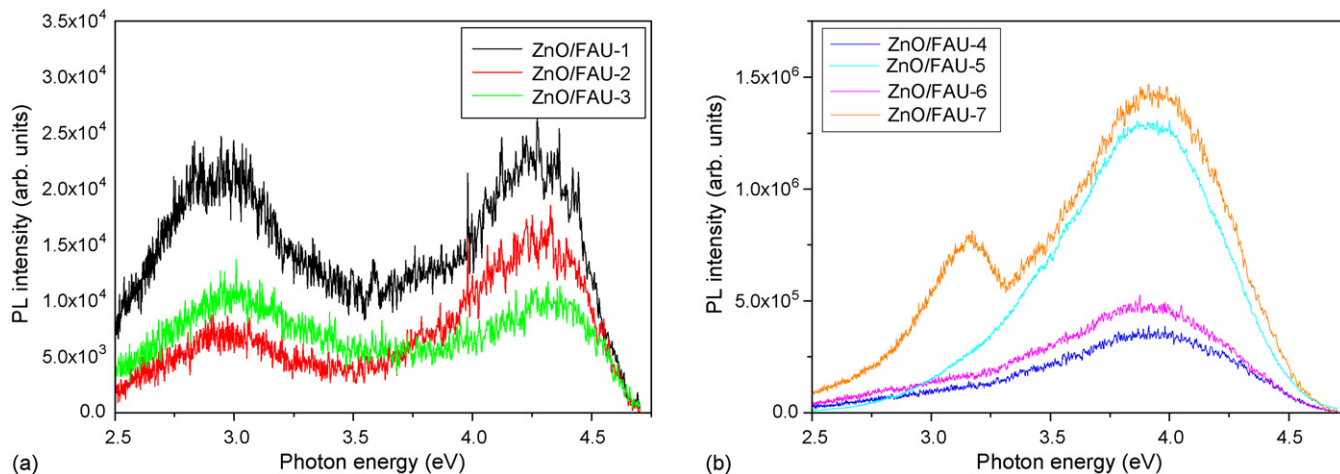 3.5x10⁴
3.0x10⁴
2.5x10⁴
2.0x10⁴
1.5x10⁴
1.0x10⁴
5.0x10³
0.0
PL intensity (arb. units)
ZnO/FAU-1
ZnO/FAU-2
ZnO/FAU-3
2.5 3.0 3.5 4.0 4.5
Photon energy (eV)
(a)
1.5x10⁶
1.0x10⁶
5.0x10⁵
0.0
PL intensity (arb. units)
ZnO/FAU-4
ZnO/FAU-5
ZnO/FAU-6
ZnO/FAU-7
2.5 3.0 3.5 4.0 4.5
Photon energy (eV)
(b)